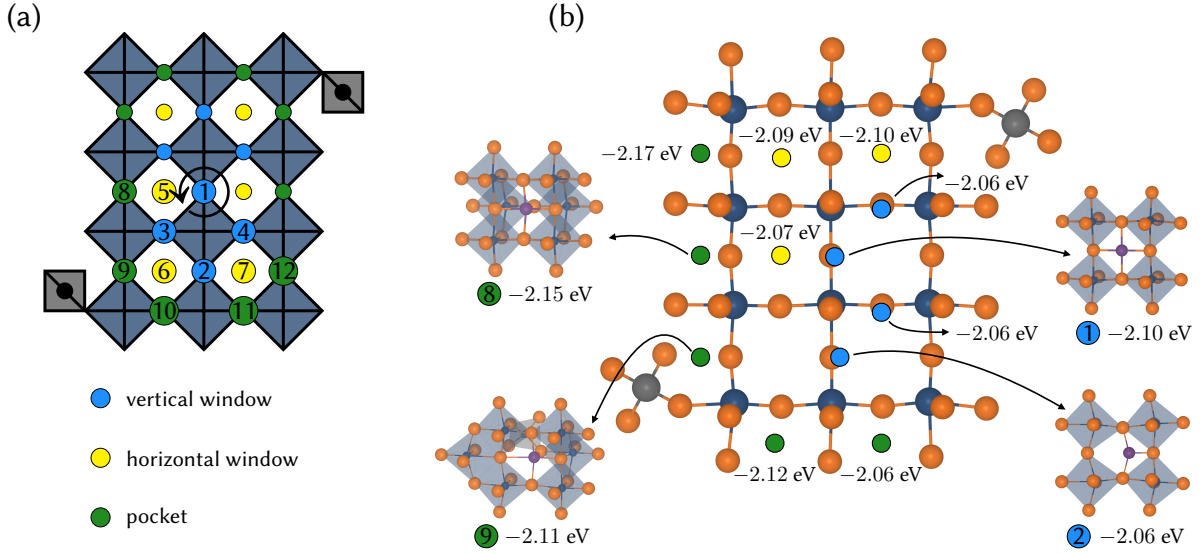 (a)
(b)
8
5
1
3
4
9
6
2
7
12
10
11
vertical window
horizontal window
pocket
−2.09 eV
−2.10 eV
−2.17 eV
−2.06 eV
−2.07 eV
8 −2.15 eV
1 −2.10 eV
−2.06 eV
9 −2.11 eV
−2.12 eV
−2.06 eV
2 −2.06 eV